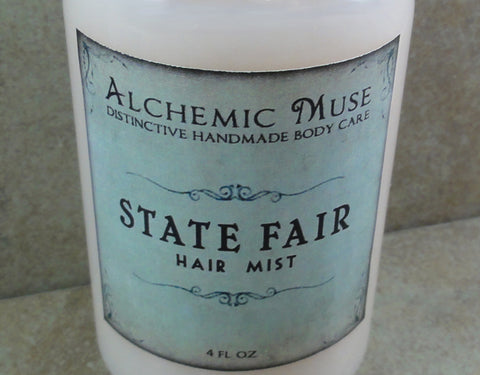 ALCHEMIC MUSE
DISTINCTIVE HANDMADE BODY CARE
STATE FAIR
HAIR MIST
4 FL OZ